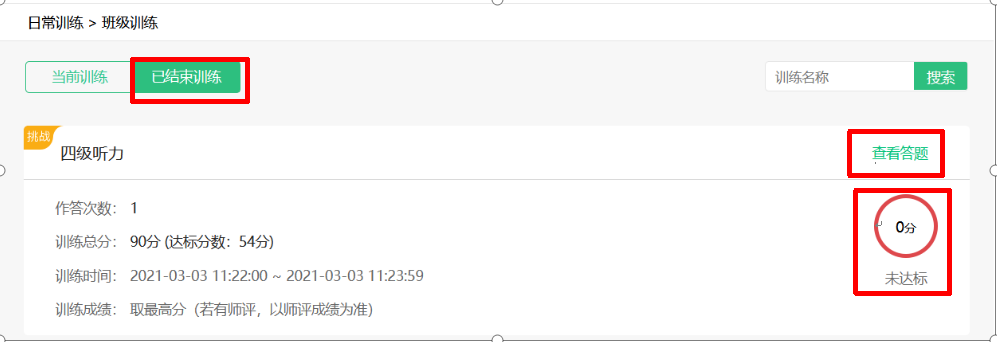 日常训练 > 班级训练
当前训练 已结束训练 训练名称 搜索
挑战
四级听力 查看答题
作答次数： 1
训练总分： 90分 (达标分数：54分)
0分
训练时间： 2021-03-03 11:22:00 ~ 2021-03-03 11:23:59
未达标
训练成绩： 取最高分（若有师评，以师评成绩为准）